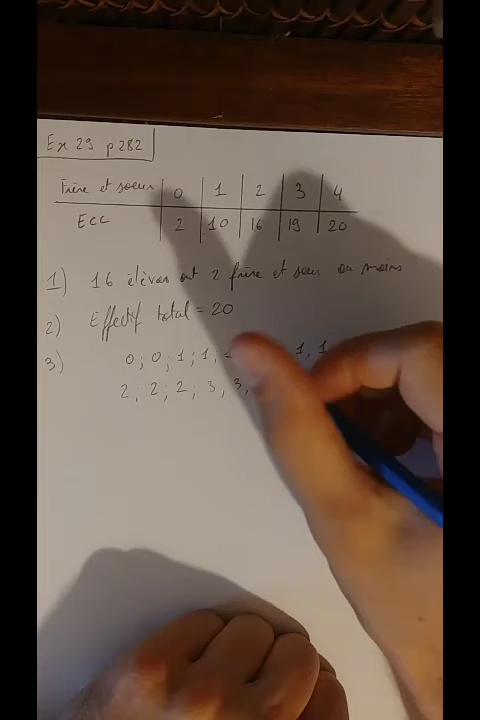 Ex 29 p 282
Frère et soeur 0 1 2 3 4
ECC 2 10 16 19 20
1) 16 élèves ont 2 frère et soeur ou moins
2) Effectif total = 20
3) 0 ; 0 ; 1 ; 1 ; 1, 1
2 ; 2 ; 2 ; 3 ; 3,